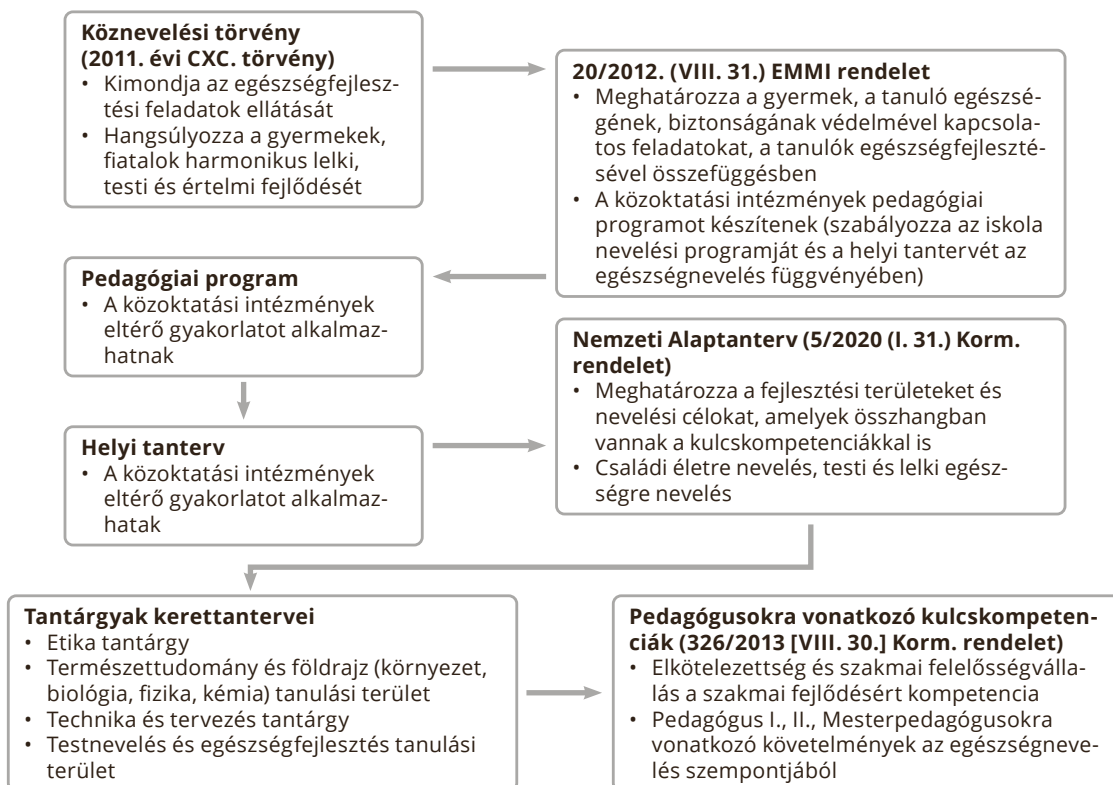 Köznevelési törvény
(2011. évi CXC. törvény)
• Kimondja az egészségfejlesz-
tési feladatok ellátását
• Hangsúlyozza a gyermekek,
fiatalok harmonikus lelki,
testi és értelmi fejlődését
20/2012. (VIII. 31.) EMMI rendelet
• Meghatározza a gyermek, a tanuló egészsé-
gének, biztonságának védelmével kapcsola-
tos feladatokat, a tanulók egészségfejleszté-
sével összefüggésben
• A közoktatási intézmények pedagógiai
programot készítenek (szabályozza az iskola
nevelési programját és a helyi tantervét az
egészségnevelés függvényében)
Pedagógiai program
• A közoktatási intézmények
eltérő gyakorlatot alkalmaz-
hatnak
Helyi tanterv
• A közoktatási intézmények
eltérő gyakorlatot alkalmaz-
hatak
Nemzeti Alaptanterv (5/2020 (I. 31.) Korm.
rendelet)
• Meghatározza a fejlesztési területeket és
nevelési célokat, amelyek összhangban
vannak a kulcskompetenciákkal is
• Családi életre nevelés, testi és lelki egész-
ségre nevelés
Tantárgyak kerettantervei
• Etika tantárgy
• Természettudomány és földrajz (környezet,
biológia, fizika, kémia) tanulási terület
• Technika és tervezés tantárgy
• Testnevelés és egészségfejlesztés tanulási
terület
Pedagógusokra vonatkozó kulcskompeten-
ciák (326/2013 [VIII. 30.] Korm. rendelet)
• Elkötelezettség és szakmai felelősségválla-
lás a szakmai fejlődésért kompetencia
• Pedagógus I., II., Mesterpedagógusokra
vonatkozó követelmények az egészségneve-
lés szempontjából